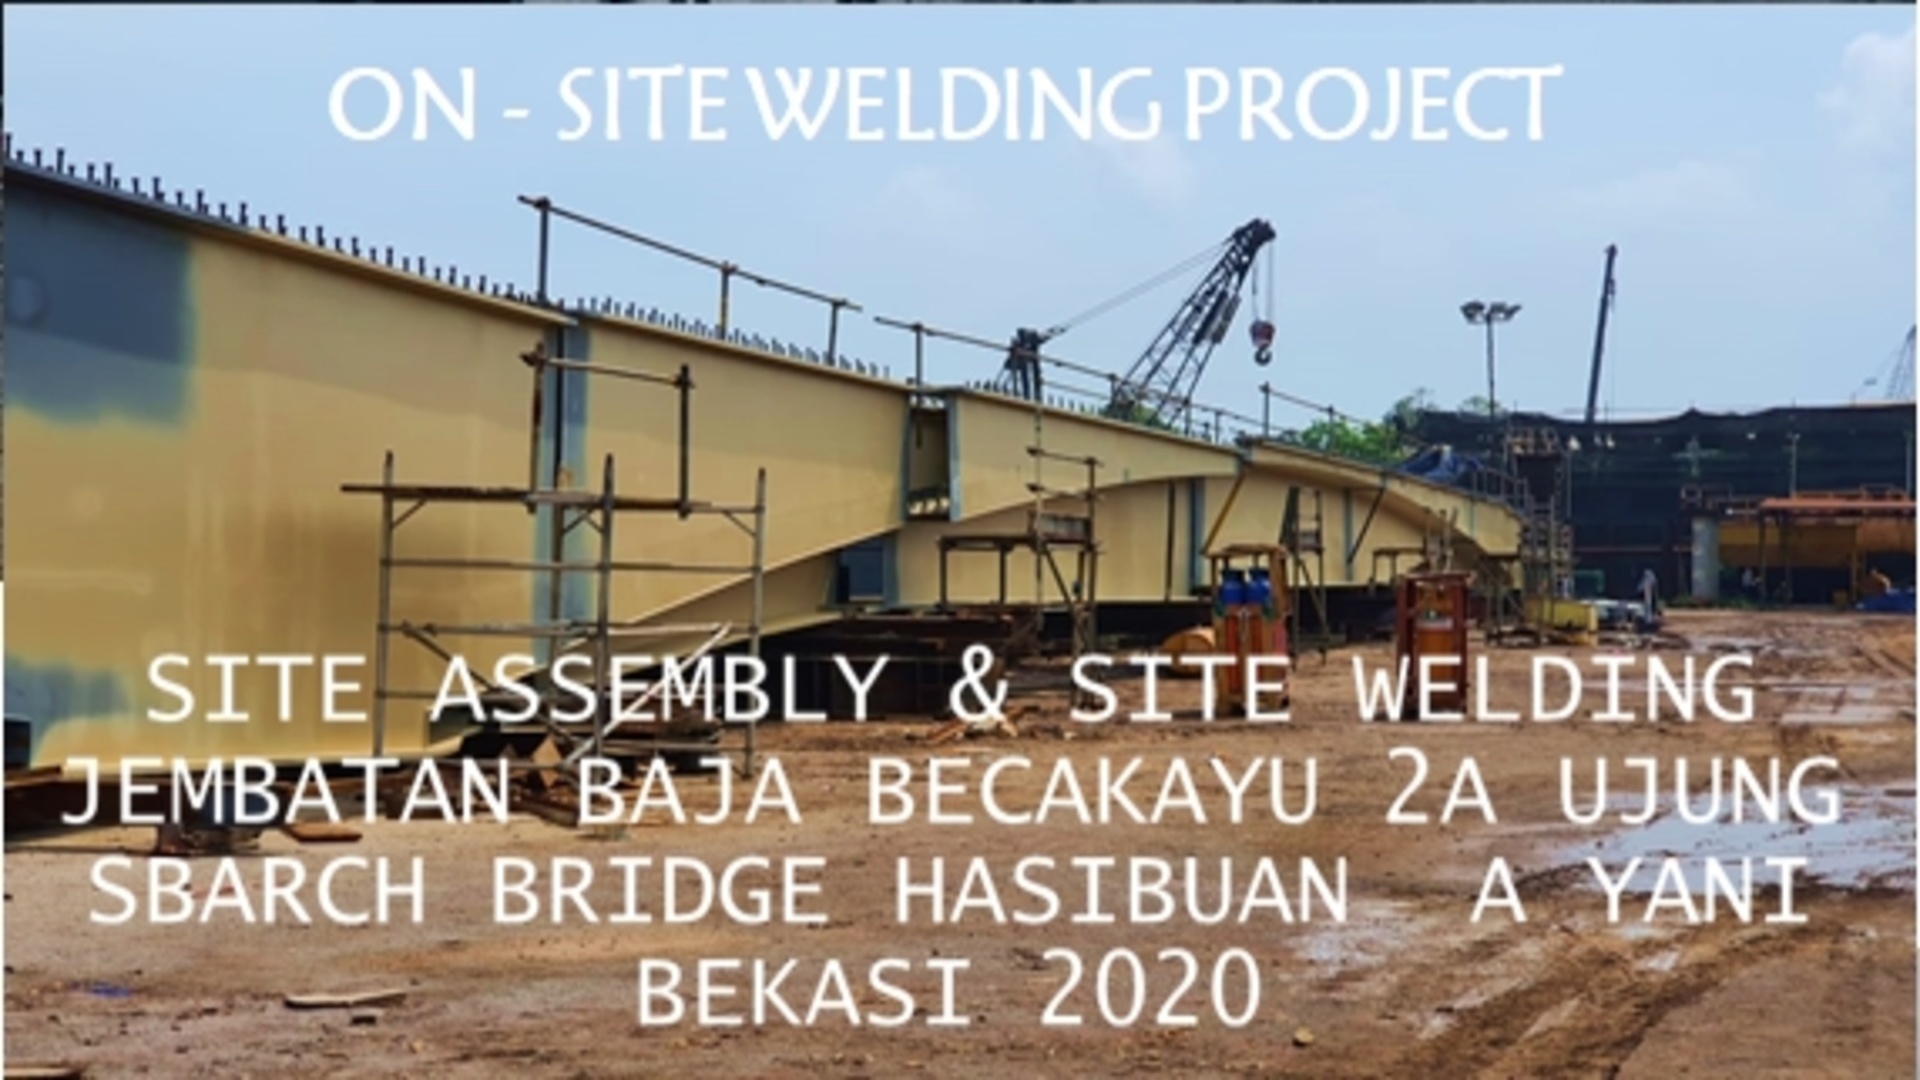 ON - SITE WELDING PROJECT
SITE ASSEMBLY & SITE WELDING
JEMBATAN BAJA BECAKAYU 2A UJUNG
SBARCH BRIDGE HASIBUAN A YANI
BEKASI 2020